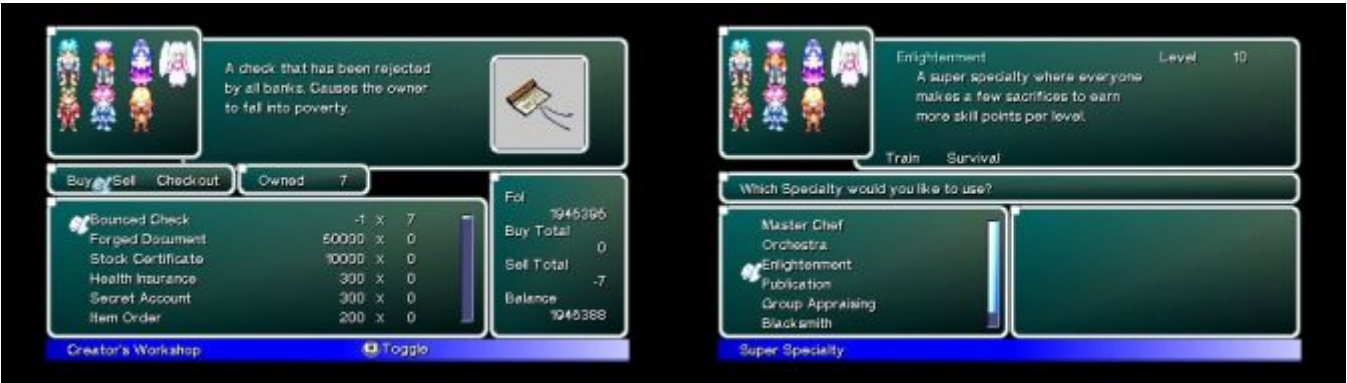 A check that has been rejected
by all banks. Causes the owner
to fall into poverty.
Buy Sell Checkout
Owned 7
Bounced Check -1 x 7
Forged Document 50000 x 0
Stock Certificate 10000 x 0
Health Insurance 300 x 0
Secret Account 300 x 0
Item Order 200 x 0
Fol
1945395
Buy Total
0
Sell Total
-7
Balance
1945388
Creator's Workshop Toggle
Enlightenment Level 10
A super specialty where everyone
makes a few sacrifices to earn
more skill points per level.
Train Survival
Which Specialty would you like to use?
Master Chef
Orchestra
Enlightenment
Publication
Group Appraising
Blacksmith
Super Specialty